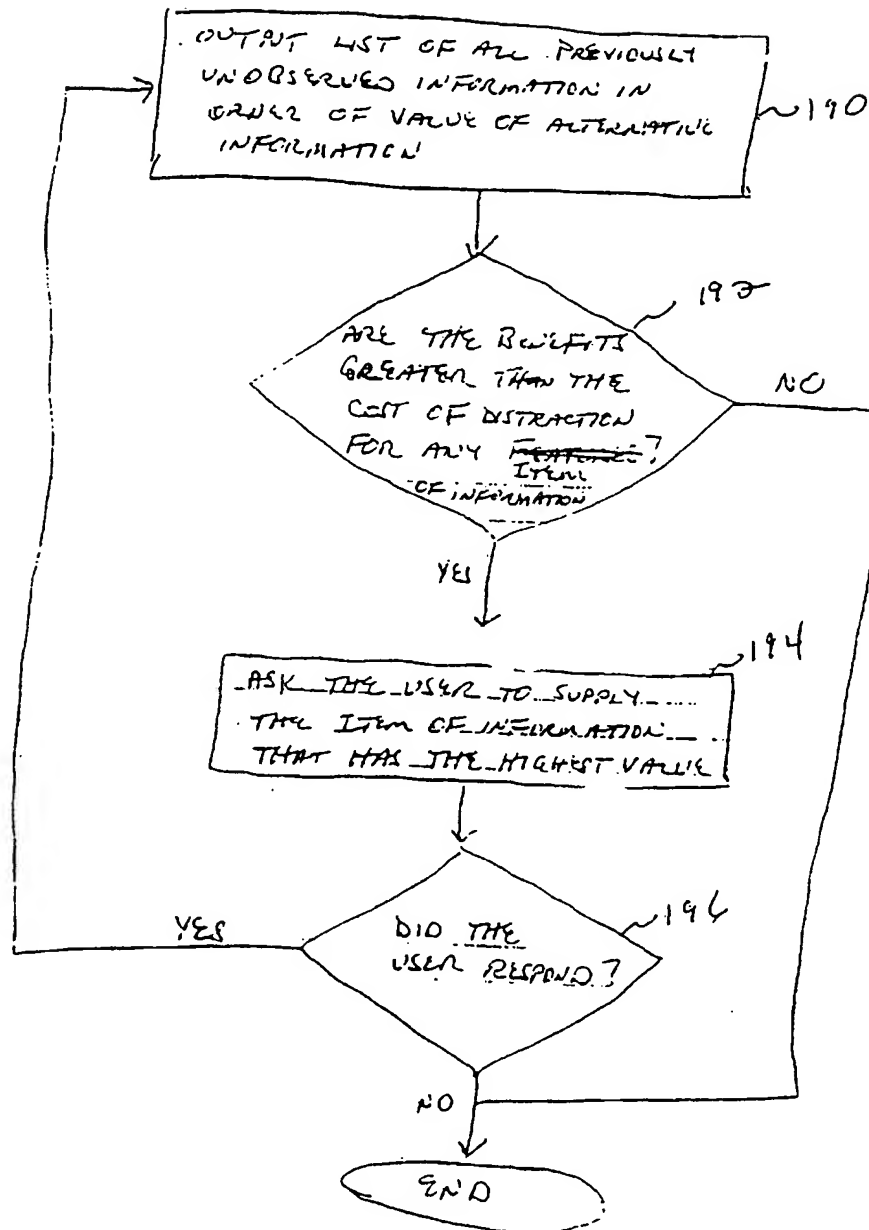 OUTPUT LIST OF ALL PREVIOUSLY
UNOBSERVED INFORMATION IN
ORDER OF VALUE OF ALTERNATIVE
INFORMATION
190
192
ARE THE BENEFITS
GREATER THAN THE
COST OF DISTRACTION
FOR ANY FEATURE?
ITEM
OF INFORMATION
NO
YES
194
ASK THE USER TO SUPPLY
THE ITEM OF INFORMATION
THAT HAS THE HIGHEST VALUE
196
YES
DID THE
USER RESPOND?
NO
END